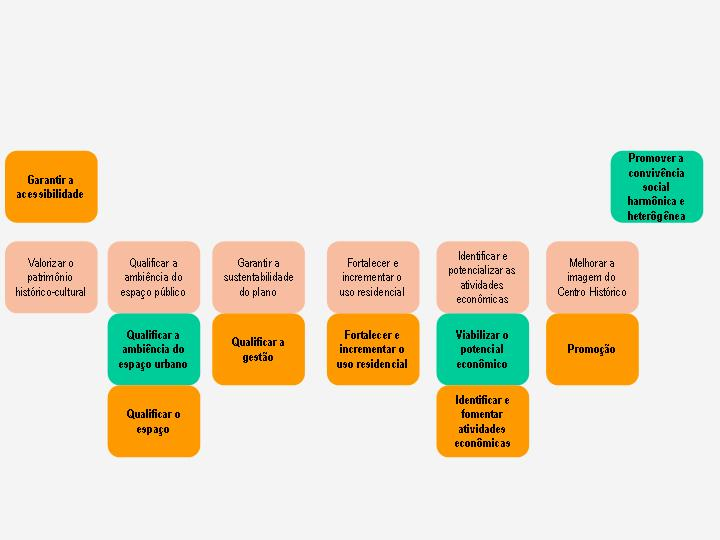 Garantir a
acessibilidade
Promover a
convivência
social
harmônica e
heterôgênea
Valorizar o
patrimônio
histórico-cultural
Qualificar a
ambiência do
espaço público
Garantir a
sustentabilidade
do plano
Fortalecer e
incrementar o
uso residencial
Identificar e
potencializar as
atividades
econômicas
Melhorar a
imagem do
Centro Histórico
Qualificar a
ambiência do
espaço urbano
Qualificar a
gestão
Fortalecer e
incrementar o
uso residencial
Viabilizar o
potencial
econômico
Promoção
Qualificar o
espaço
Identificar e
fomentar
atividades
econômicas